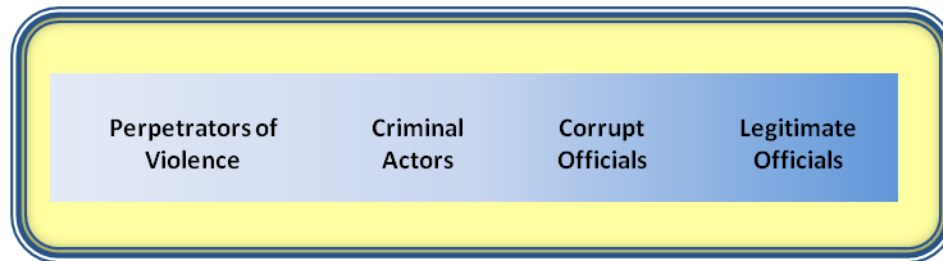 Perpetrators of
Violence
Criminal
Actors
Corrupt
Officials
Legitimate
Officials